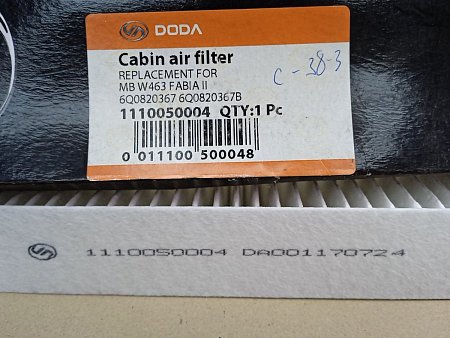 DODA
Cabin air filter
REPLACEMENT FOR
MB W463 FABIA II
6Q0820367 6Q0820367B
1110050004 QTY:1 Pc
0 011100 500048
C-38-3
1110050004 DA001170724